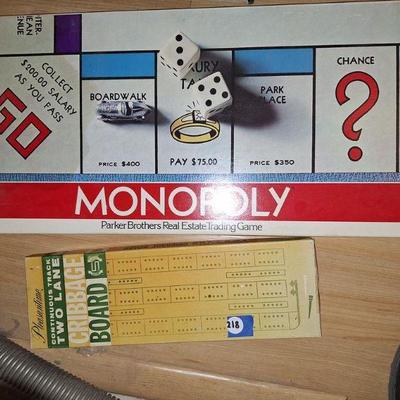 COLLECT
$200.00 SALARY
AS YOU PASS
GO
BOARDWALK
PRICE $400
PAY $75.00
PARK
PRICE $350
CHANCE
?
MONOPOLY
Parker Brothers Real Estate Trading Game
Pleasantime
CONTINUOUS TRACK
TWO LANE
CRIBBAGE
BOARD
218